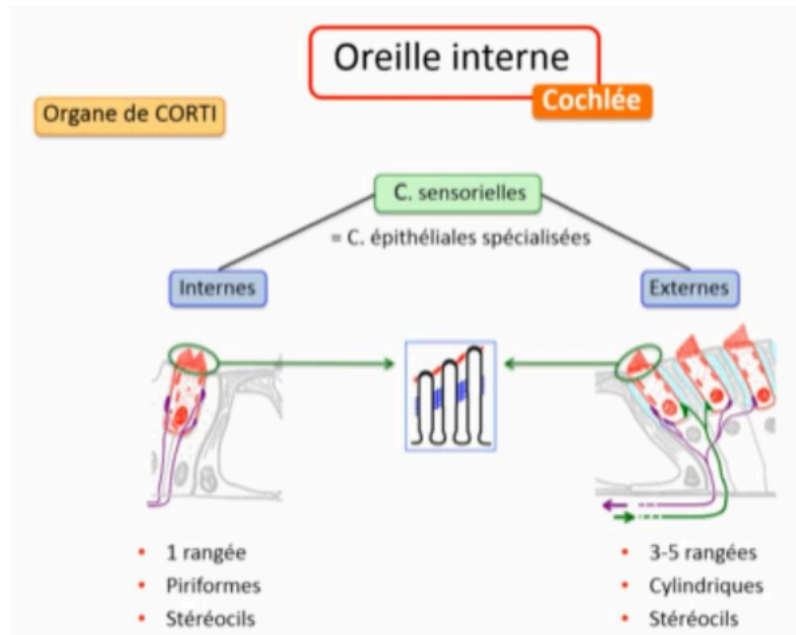 Oreille interne
Cochlée
Organe de CORTI
C. sensorielles
= C. épithéliales spécialisées
Internes
Externes
• 1 rangée
• Piriformes
• Stéréocils
• 3-5 rangées
• Cylindriques
• Stéréocils